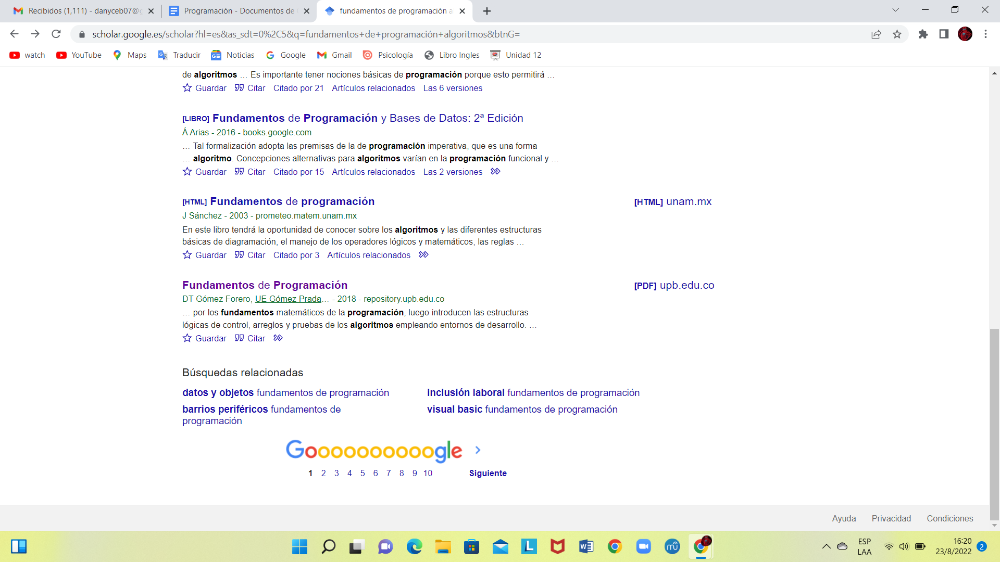 Recibidos (1,111) - danyceb07@g
Programación - Documentos de
fundamentos de programación a
scholar.google.es/scholar?hl=es&as_sdt=0%2C5&q=fundamentos+de+programación+algoritmos&btnG=
watch YouTube Maps Traducir Noticias Google Gmail Psicología Libro Ingles Unidad 12
de algoritmos … Es importante tener nociones básicas de programación porque esto permitirá …
Guardar Citar Citado por 21 Artículos relacionados Las 6 versiones
[LIBRO] Fundamentos de Programación y Bases de Datos: 2ª Edición
Á Arias - 2016 - books.google.com
… Tal formalización adopta las premisas de la de programación imperativa, que es una forma
… algoritmo. Concepciones alternativas para algoritmos varían en la programación funcional y …
Guardar Citar Citado por 15 Artículos relacionados Las 2 versiones
[HTML] Fundamentos de programación
[HTML] unam.mx
J Sánchez - 2003 - prometeo.matem.unam.mx
En este libro tendrá la oportunidad de conocer sobre los algoritmos y las diferentes estructuras
básicas de diagramación, el manejo de los operadores lógicos y matemáticos, las reglas …
Guardar Citar Citado por 3 Artículos relacionados
Fundamentos de Programación
[PDF] upb.edu.co
DT Gómez Forero, UE Gómez Prada… - 2018 - repository.upb.edu.co
… por los fundamentos matemáticos de la programación, luego introducen las estructuras
lógicas de control, arreglos y pruebas de los algoritmos empleando entornos de desarrollo. …
Guardar Citar
Búsquedas relacionadas
datos y objetos fundamentos de programación
inclusión laboral fundamentos de programación
barrios periféricos fundamentos de
programación
visual basic fundamentos de programación
Goooooooooogle
1 2 3 4 5 6 7 8 9 10 Siguiente
Ayuda Privacidad Condiciones
ESP
LAA
16:20
23/8/2022
2